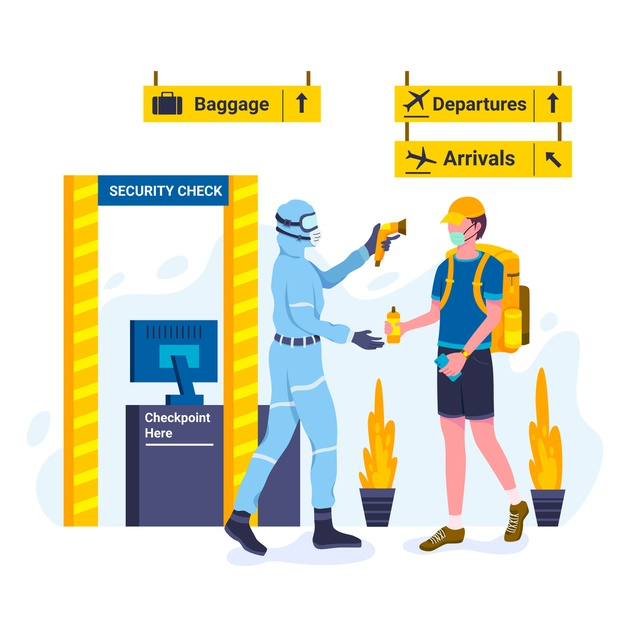 Baggage
Departures
Arrivals
SECURITY CHECK
Checkpoint
Here